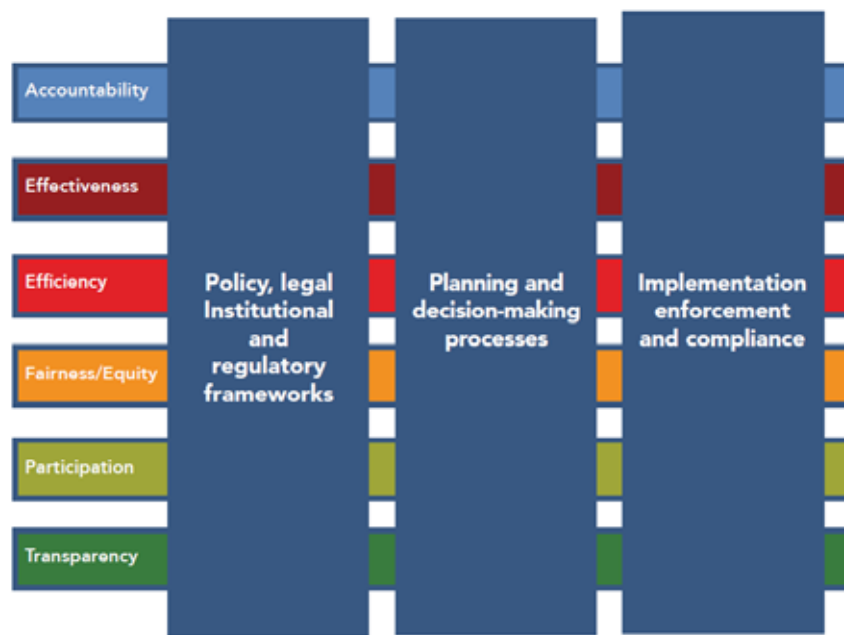 Accountability
Effectiveness
Efficiency
Fairness/Equity
Participation
Transparency
Policy, legal
Institutional
and
regulatory
frameworks
Planning and
decision-making
processes
Implementation
enforcement
and compliance